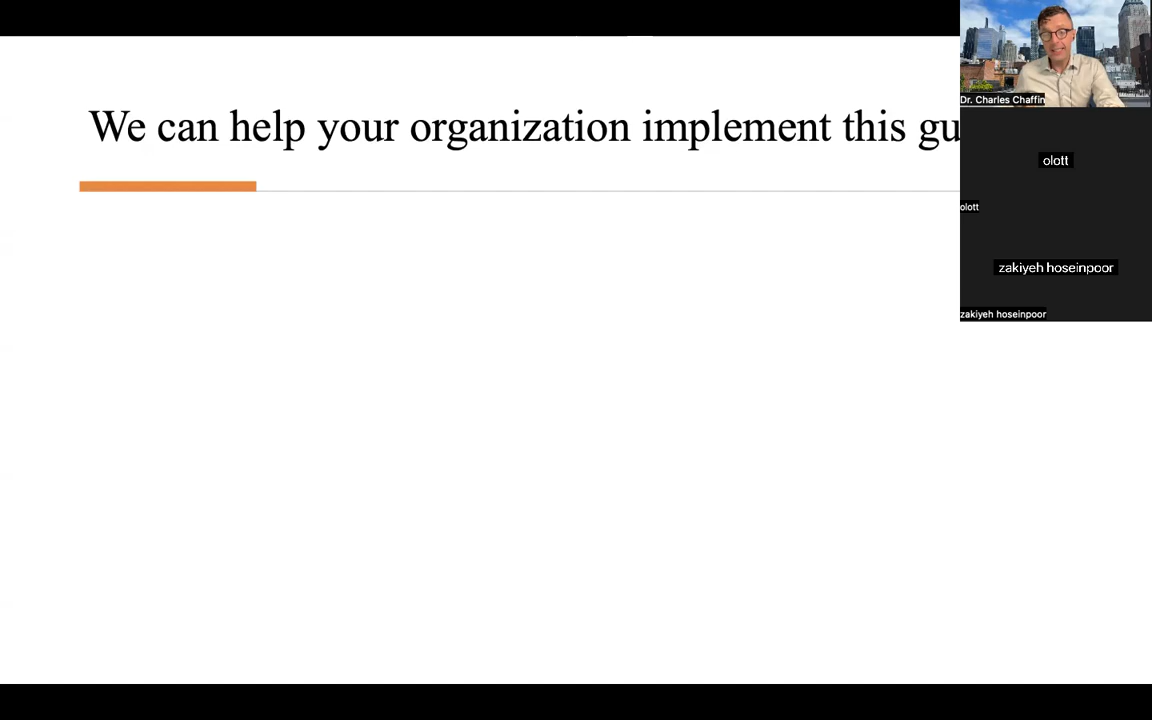 We can help your organization implement this gu
Dr. Charles Chaffin
olott
olott
zakiyeh hoseinpoor
zakiyeh hoseinpoor